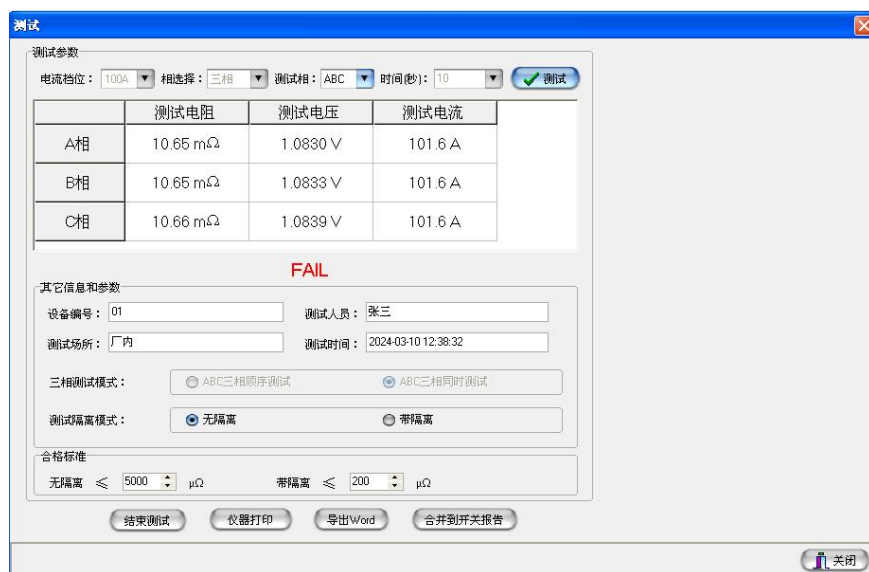 测试
测试参数
电流档位： 100A 相选择： 三相 测试相： ABC 时间(秒)： 10 测试
测试电阻 测试电压 测试电流
A相 10.65 mΩ 1.0830 V 101.6 A
B相 10.65 mΩ 1.0833 V 101.6 A
C相 10.66 mΩ 1.0839 V 101.6 A
FAIL
其它信息和参数
设备编号： 01 测试人员： 张三
测试场所： 厂内 测试时间： 2024-03-10 12:38:32
三相测试模式： ABC三相顺序测试 ABC三相同时测试
测试隔离模式： 无隔离 带隔离
合格标准
无隔离 ≤ 5000 μΩ 带隔离 ≤ 200 μΩ
结束测试 仪器打印 导出Word 合并到开关报告
关闭